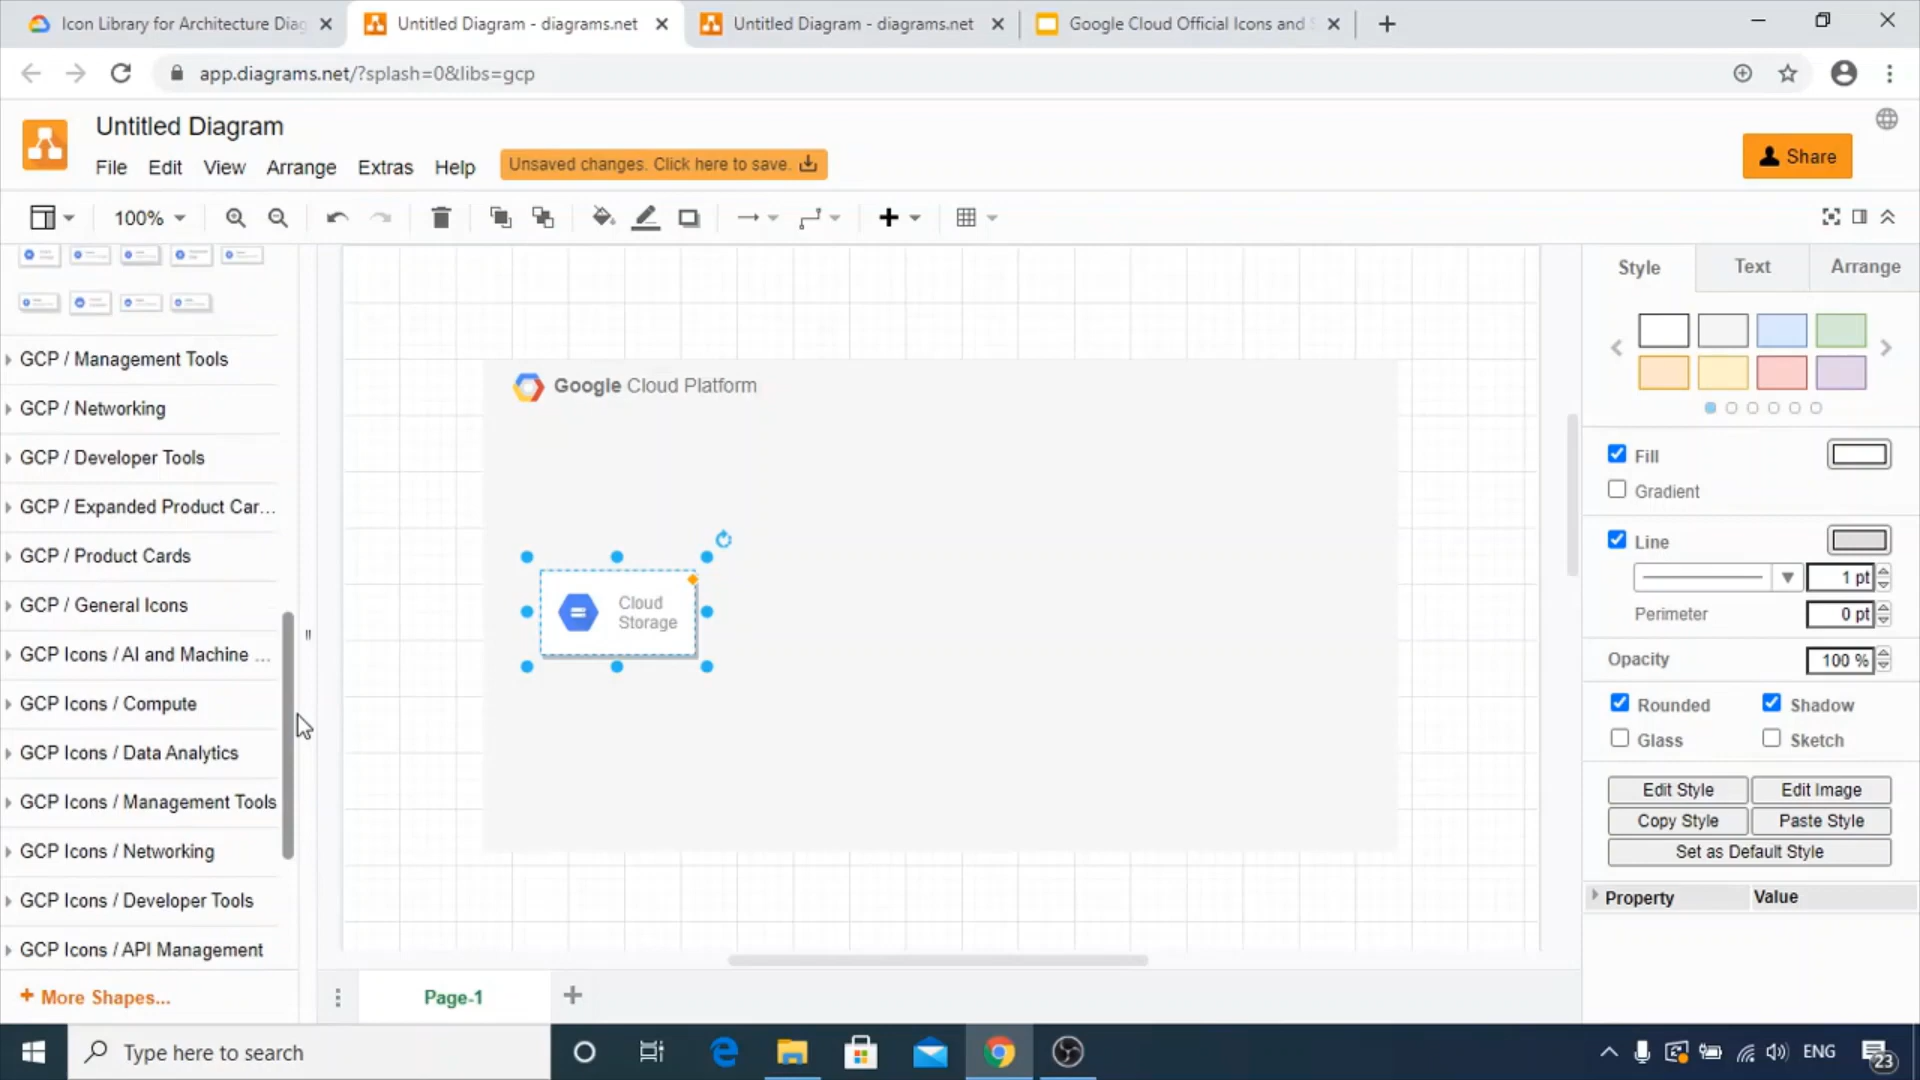 Icon Library for Architecture Dia
Untitled Diagram - diagrams.net
Untitled Diagram - diagrams.net
Google Cloud Official Icons and
app.diagrams.net/?splash=0&libs=gcp
Untitled Diagram
File
Edit
View
Arrange
Extras
Help
Unsaved changes. Click here to save.
Share
100%
Style
Text
Arrange
GCP / Management Tools
GCP / Networking
GCP / Developer Tools
GCP / Expanded Product Car...
GCP / Product Cards
GCP / General Icons
GCP Icons / AI and Machine ...
GCP Icons / Compute
GCP Icons / Data Analytics
GCP Icons / Management Tools
GCP Icons / Networking
GCP Icons / Developer Tools
GCP Icons / API Management
+ More Shapes...
Google Cloud Platform
Cloud
Storage
Fill
Gradient
Line
1 pt
Perimeter
0 pt
Opacity
100 %
Rounded
Shadow
Glass
Sketch
Edit Style
Edit Image
Copy Style
Paste Style
Set as Default Style
Property
Value
Page-1
Type here to search
ENG
23